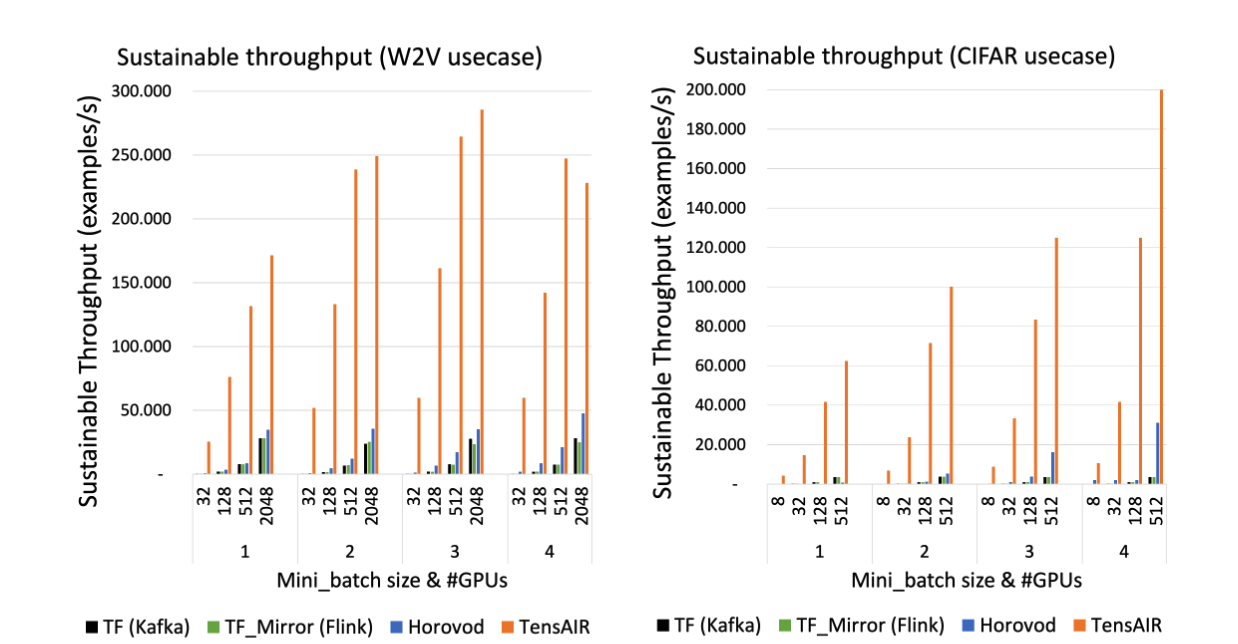 Sustainable throughput (W2V usecase)
Sustainable Throughput (examples/s)
300.000
250.000
200.000
150.000
100.000
50.000
-
32 128 512 2048 32 128 512 2048 32 128 512 2048 32 128 512 2048
1 2 3 4
Mini_batch size & #GPUs
TF (Kafka) TF_Mirror (Flink) Horovod TensAIR
Sustainable throughput (CIFAR usecase)
Sustainable Throughput (examples/s)
200.000
180.000
160.000
140.000
120.000
100.000
80.000
60.000
40.000
20.000
-
8 32 128 512 8 32 128 512 8 32 128 512 8 32 128 512
1 2 3 4
Mini_batch size & #GPUs
TF (Kafka) TF_Mirror (Flink) Horovod TensAIR